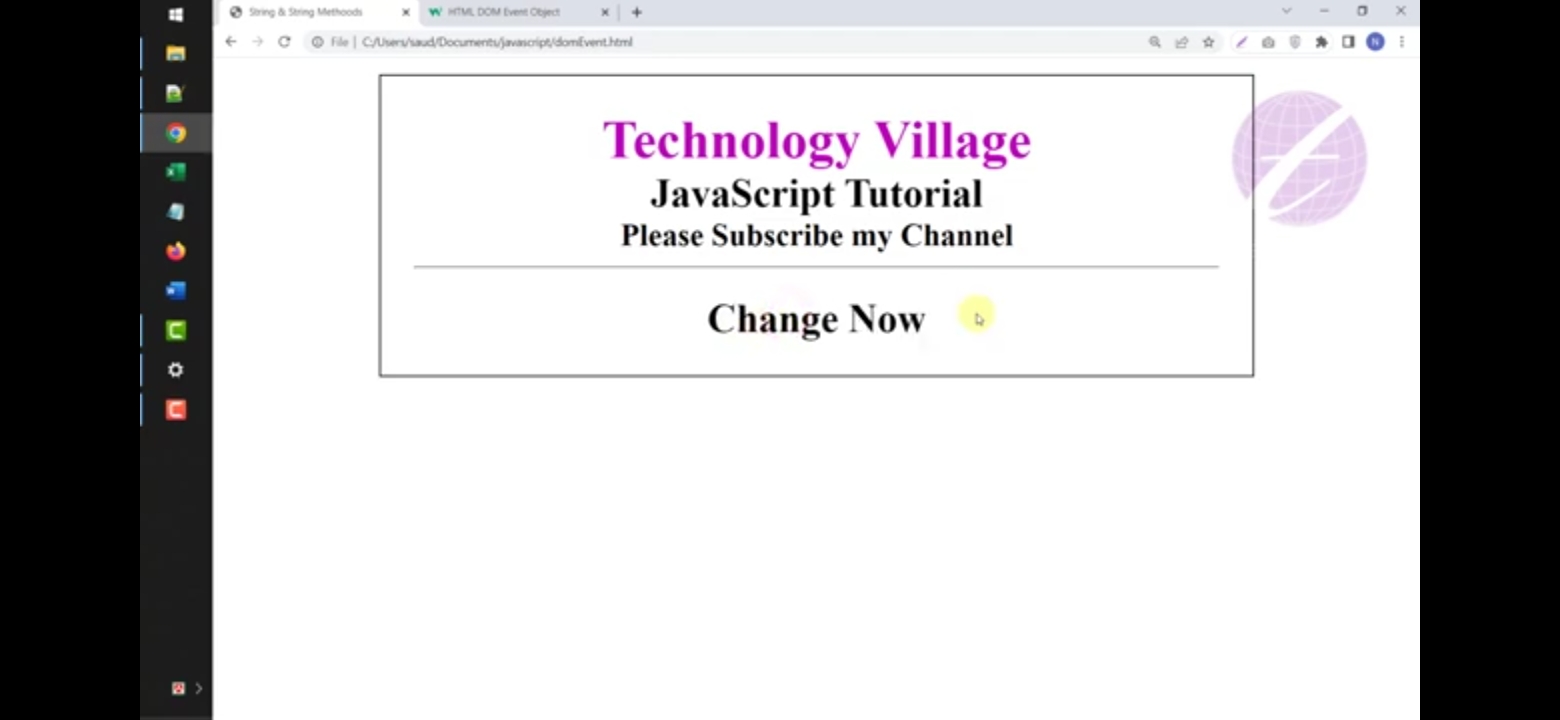 String & String Methoods
HTML DOM Event Object
File | C:/Users/saud/Documents/javascript/domEvent.html
N
Technology Village
JavaScript Tutorial
Please Subscribe my Channel
Change Now